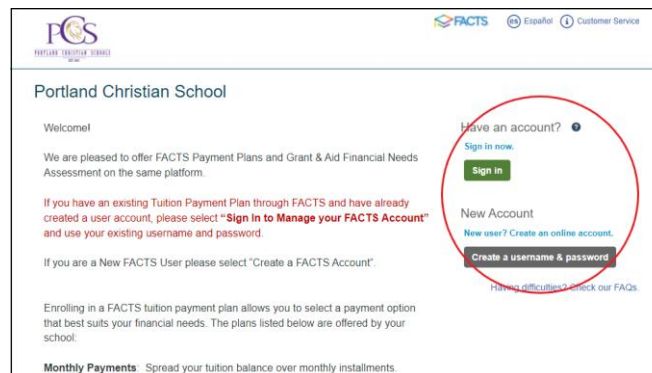 PCS
PORTLAND CHRISTIAN SCHOOLS
FACTS
es Español
i Customer Service
Portland Christian School
Welcome!
We are pleased to offer FACTS Payment Plans and Grant & Aid Financial Needs
Assessment on the same platform.
If you have an existing Tuition Payment Plan through FACTS and have already
created a user account, please select "Sign In to Manage your FACTS Account"
and use your existing username and password.
If you are a New FACTS User please select "Create a FACTS Account".
Enrolling in a FACTS tuition payment plan allows you to select a payment option
that best suits your financial needs. The plans listed below are offered by your
school:
Monthly Payments: Spread your tuition balance over monthly installments.
Have an account? ?
Sign in now.
Sign in
New Account
New user? Create an online account.
Create a username & password
Having difficulties? Check our FAQs.